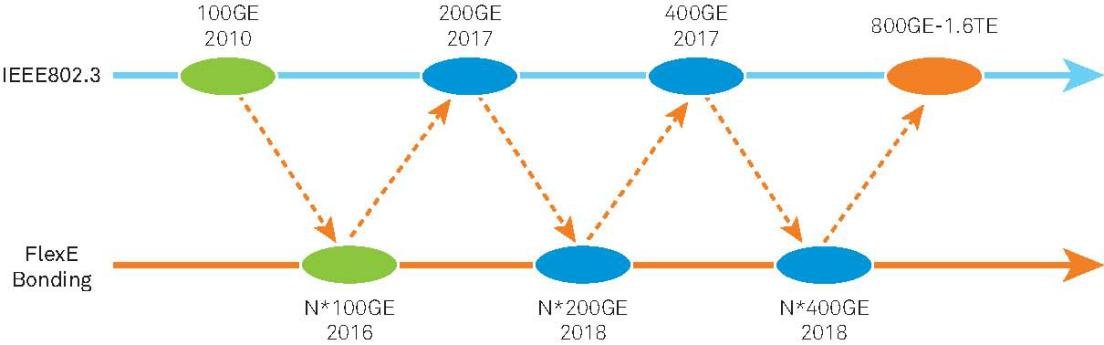 100GE
2010
200GE
2017
400GE
2017
800GE-1.6TE
IEEE802.3
FlexE
Bonding
N*100GE
2016
N*200GE
2018
N*400GE
2018